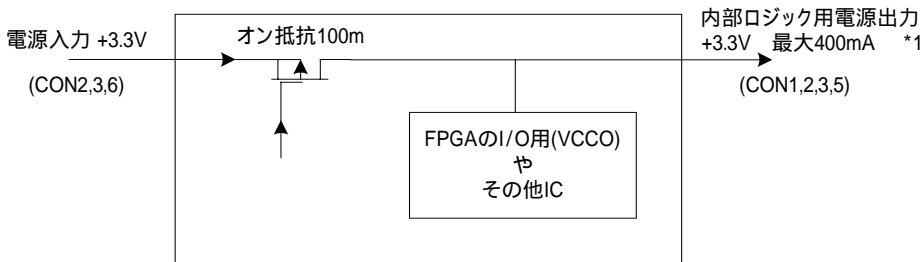 電源入力 +3.3V
(CON2,3,6)
オン抵抗100m
FPGAのI/O用(VCCO)
や
その他IC
内部ロジック用電源出力
+3.3V 最大400mA *1
(CON1,2,3,5)